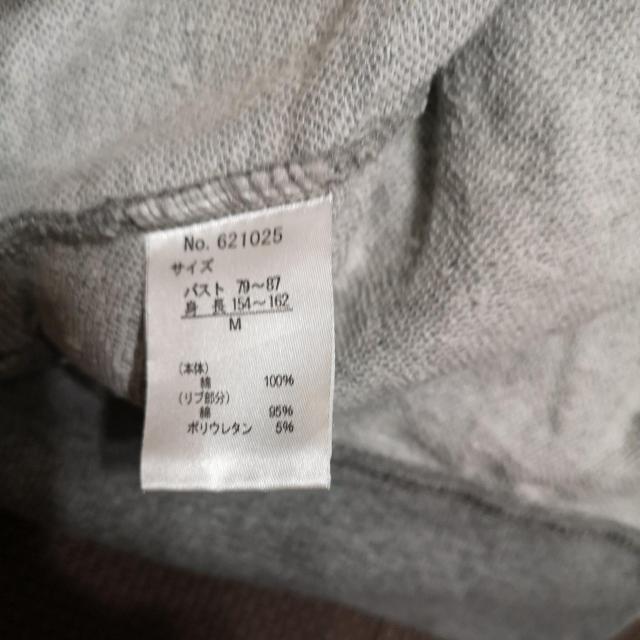 No. 621025
サイズ
バスト 79〜87
身 長 154〜162
M
(本体)
綿 100%
(リブ部分)
綿 95%
ポリウレタン 5%